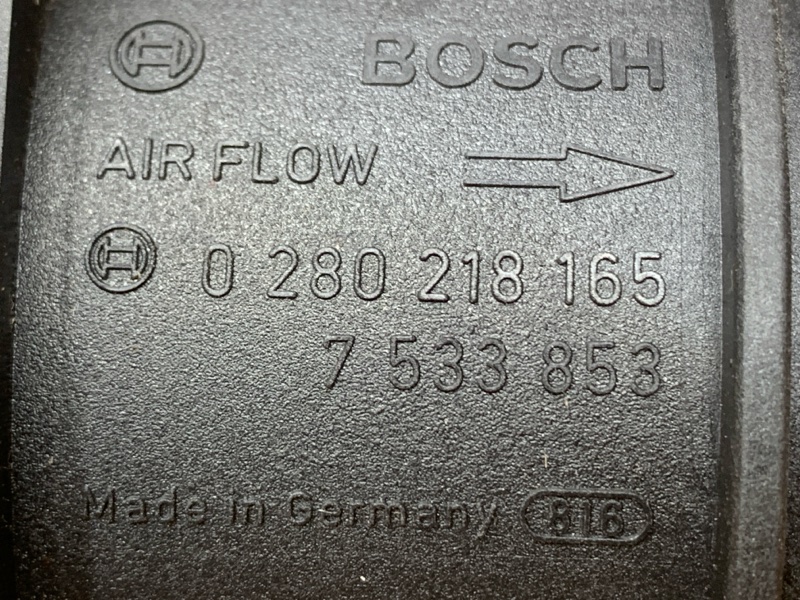 BOSCH
AIR FLOW
0 280 218 165
7 533 853
Made in Germany 816